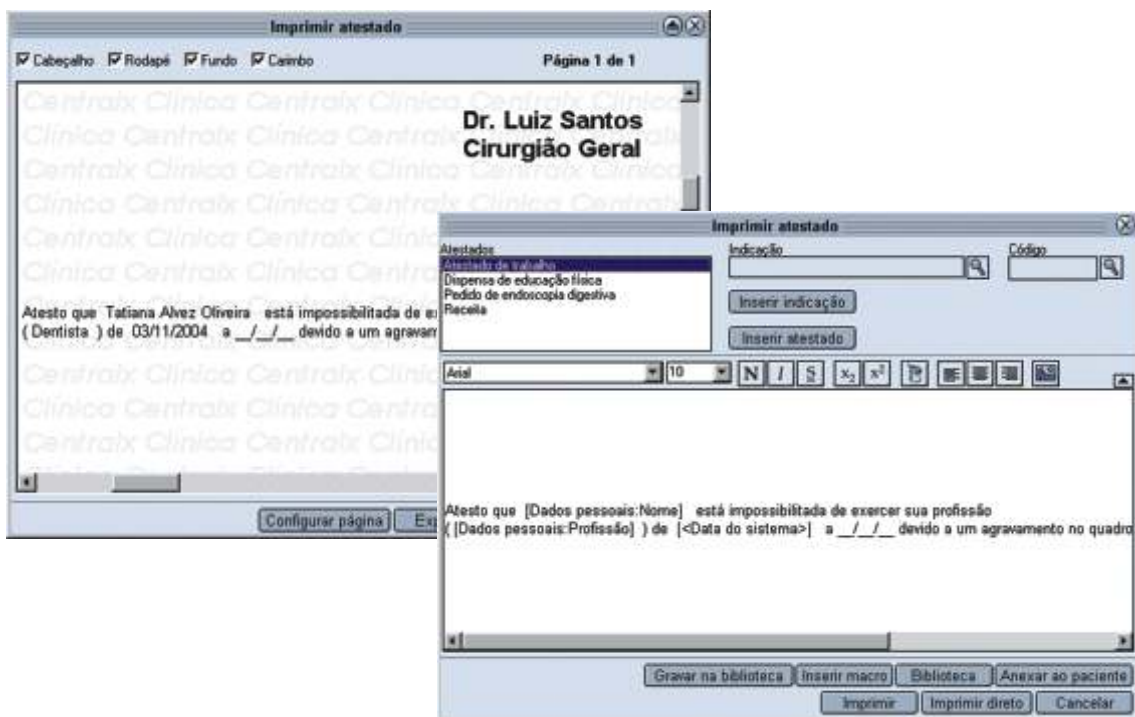 Imprimir atestado
Cabeçalho Rodapé Fundo Carimbo Página 1 de 1
Centralx Clínica Centralx Clínica Centralx Clínica
Dr. Luiz Santos
Cirurgião Geral
Atesto que Tatiana Alvez Oliveira está impossibilitada de
( Dentista ) de 03/11/2004 a __/__/__ devido a um
Configurar página
Imprimir atestado
Atestados
Atestado de trabalho
Dispensa de educação física
Pedido de endoscopia digestiva
Receita
Indicação
Código
Inserir indicação
Inserir atestado
Arial 10 N I S x₂ x²
Atesto que [Dados pessoais:Nome] está impossibilitada de exercer sua profissão
( [Dados pessoais:Profissão] ) de [<Data do sistema>] a __/__/__ devido a um agravamento no quadro
Gravar na biblioteca Inserir macro Biblioteca Anexar ao paciente
Imprimir Imprimir direto Cancelar